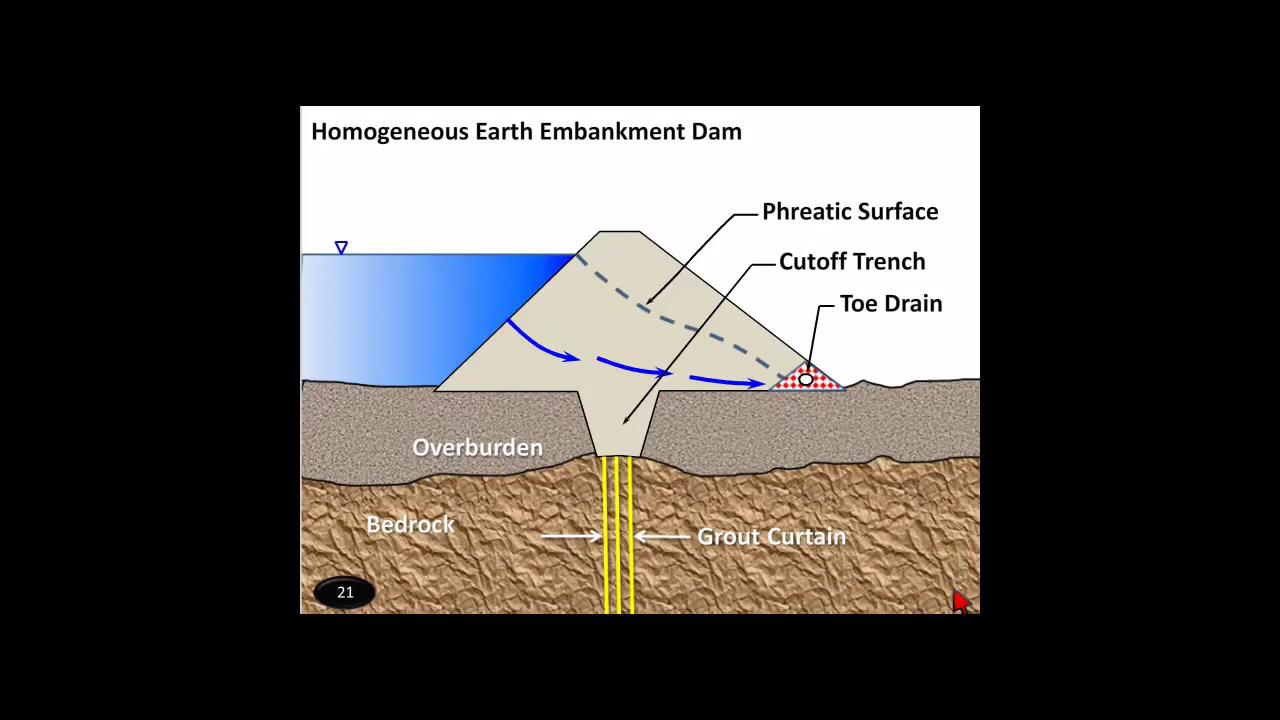 Homogeneous Earth Embankment Dam
Phreatic Surface
Cutoff Trench
Toe Drain
Overburden
Bedrock
Grout Curtain
21